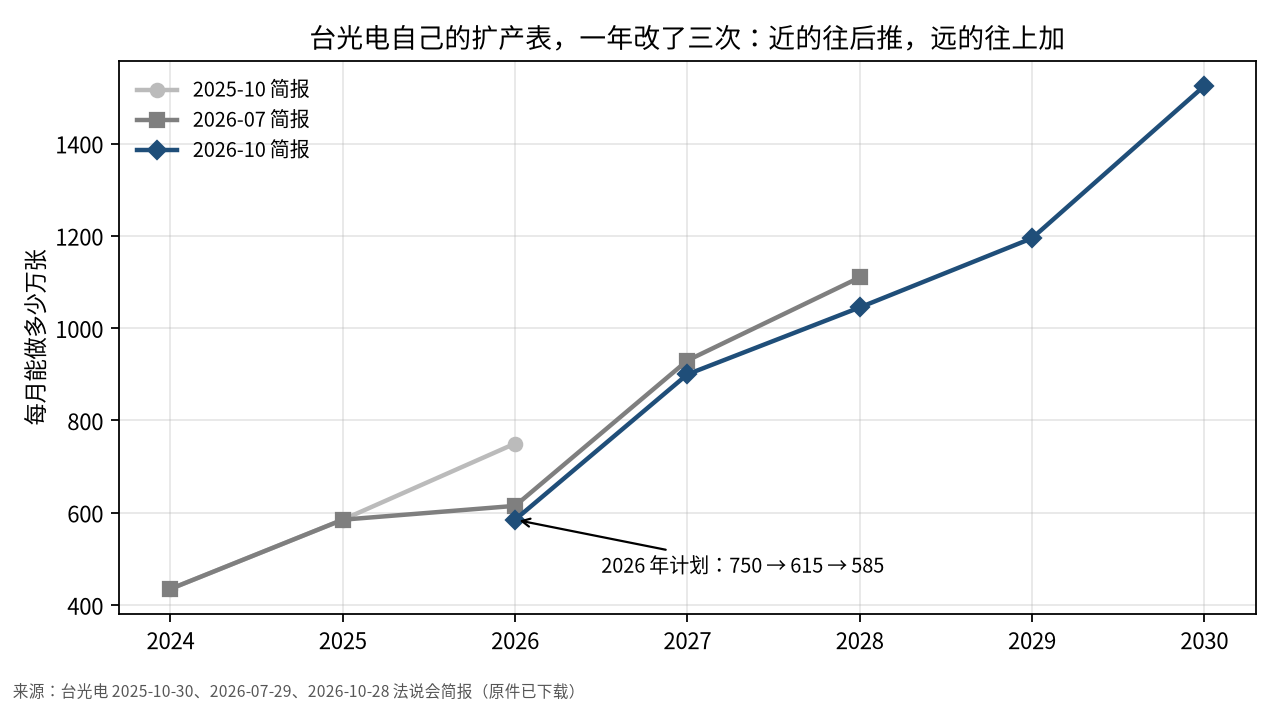 台光电自己的扩产表，一年改了三次：近的往后推，远的往上加
2025-10 简报
2026-07 简报
2026-10 简报
每月能做多少万张
1400
1200
1000
800
600
400
2026 年计划：750 → 615 → 585
2024 2025 2026 2027 2028 2029 2030
来源：台光电 2025-10-30、2026-07-29、2026-10-28 法说会简报（原件已下载）